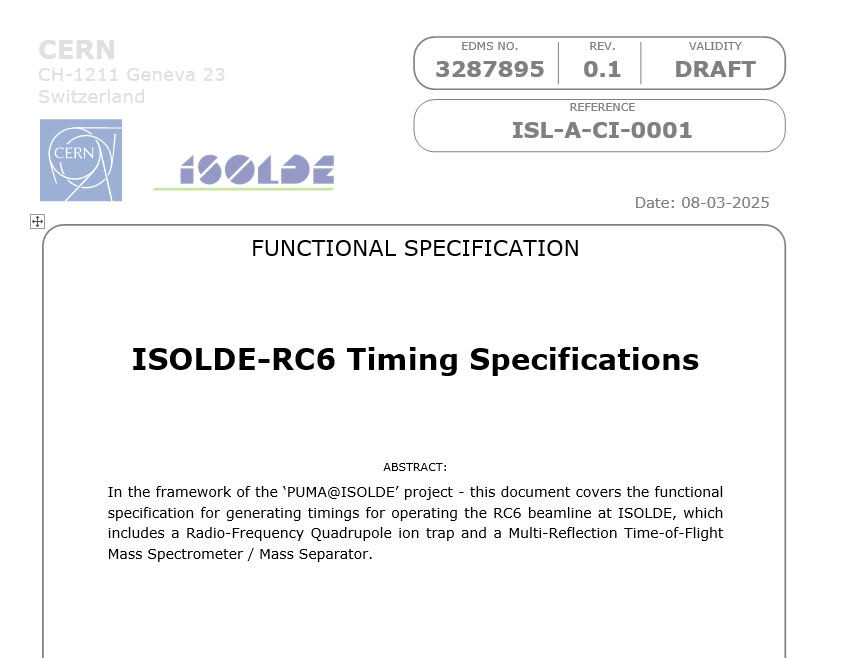 CERN
CH-1211 Geneva 23
Switzerland
EDMS NO.
REV.
VALIDITY
3287895
0.1
DRAFT
REFERENCE
ISL-A-CI-0001
CERN
ISOLDE
Date: 08-03-2025
FUNCTIONAL SPECIFICATION
ISOLDE-RC6 Timing Specifications
ABSTRACT:
In the framework of the ‘PUMA@ISOLDE’ project - this document covers the functional
specification for generating timings for operating the RC6 beamline at ISOLDE, which
includes a Radio-Frequency Quadrupole ion trap and a Multi-Reflection Time-of-Flight
Mass Spectrometer / Mass Separator.